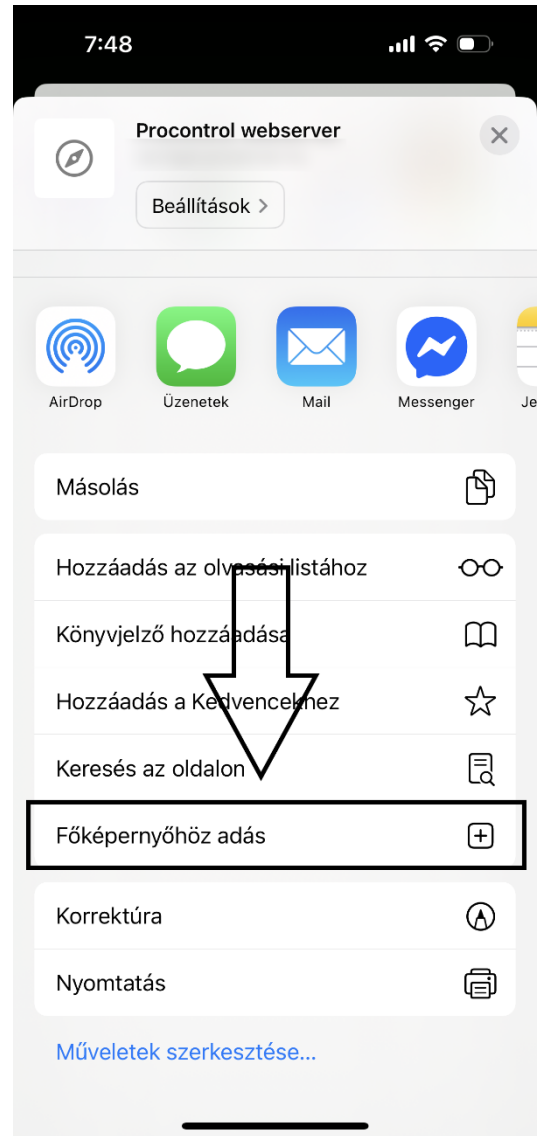 7:48
Procontrol webserver
Beállítások >
AirDrop
Üzenetek
Mail
Messenger
Je
Másolás
Hozzáadás az olvasási listához
Könyvjelző hozzáadása
Hozzáadás a Kedvencekhez
Keresés az oldalon
Főképernyőhöz adás
Korrektúra
Nyomtatás
Műveletek szerkesztése...